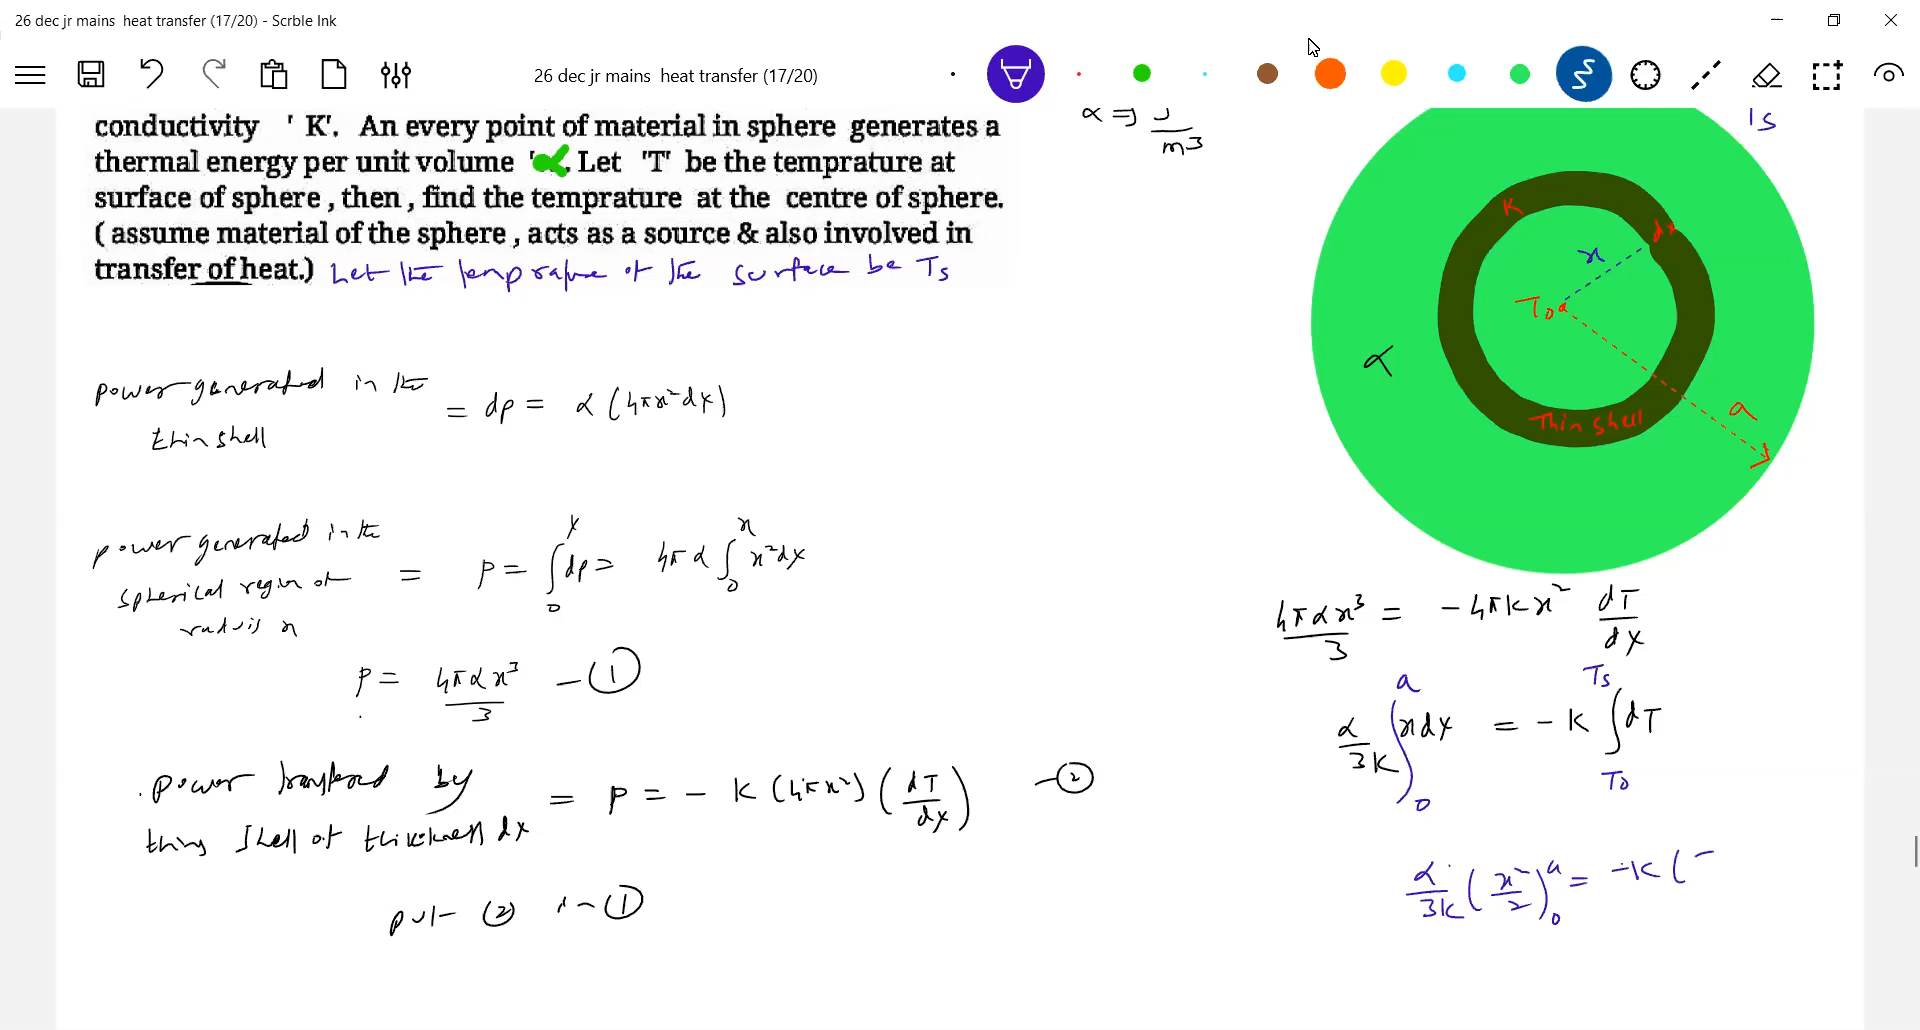 26 dec jr mains heat transfer (17/20) - Scrble Ink
26 dec jr mains heat transfer (17/20)
conductivity ' K'. An every point of material in sphere generates a
thermal energy per unit volume 'α. Let 'T' be the temprature at
surface of sphere , then , find the temprature at the centre of sphere.
( assume material of the sphere , acts as a source & also involved in
transfer of heat.) Let the temprature of the surface be Ts
α ⇒ J/m³
Ts
K
dx
x
T₀
α
a
Thin shell
power generated in the
thin shell
= dp = α (4πx²dx)
power generated in the
spherical region of
radius x
= p = ∫₀ˣ dp = 4πα ∫₀ˣ x²dx
p = 4παx³/3 — ①
power transfered by
thing shell of thickness dx
= p = - K (4πx²) (dT/dx) — ②
put ② in ①
4παx³/3 = - 4πKx² dT/dx
α/3K ∫₀ᵃ xdx = - K ∫_T₀^Ts dT
α/3K (x²/2)₀ᵃ = -K (